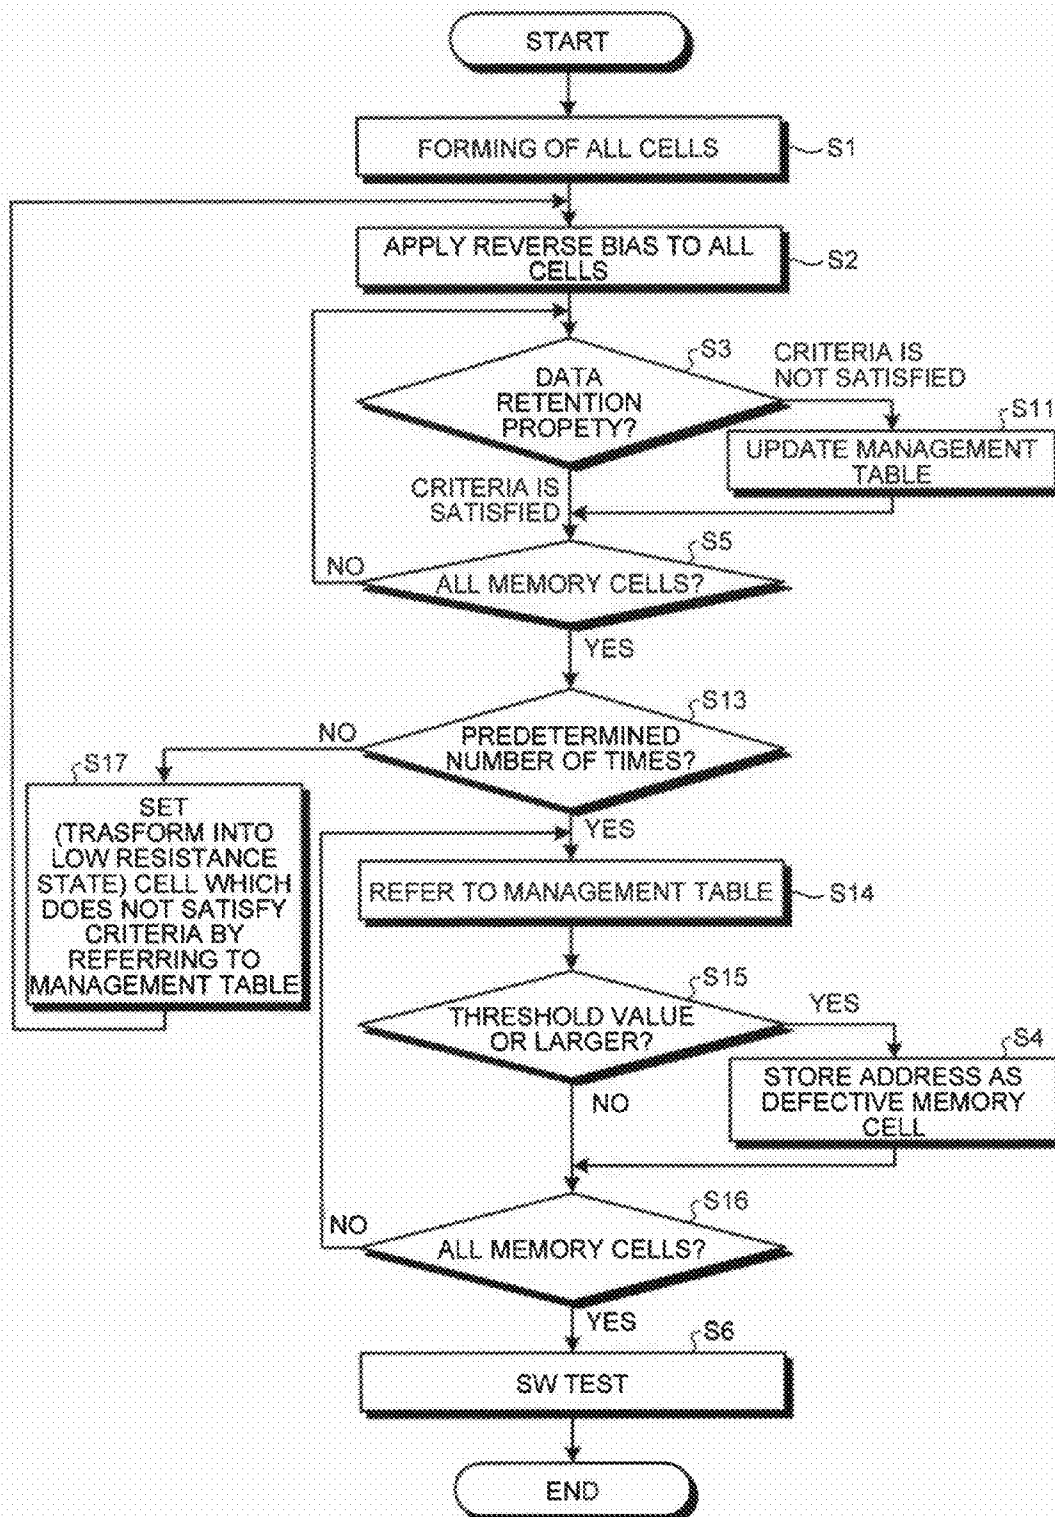 START
FORMING OF ALL CELLS
S1
APPLY REVERSE BIAS TO ALL
CELLS
S2
S3
DATA
RETENTION
PROPETY?
CRITERIA IS
NOT SATISFIED
S11
UPDATE MANAGEMENT
TABLE
CRITERIA IS
SATISFIED
S5
NO
ALL MEMORY CELLS?
YES
S13
NO
PREDETERMINED
NUMBER OF TIMES?
S17
SET
(TRASFORM INTO
LOW RESISTANCE
STATE) CELL WHICH
DOES NOT SATISFY
CRITERIA BY
REFERRING TO
MANAGEMENT TABLE
YES
REFER TO MANAGEMENT TABLE
S14
S15
THRESHOLD VALUE
OR LARGER?
YES
S4
STORE ADDRESS AS
DEFECTIVE MEMORY
CELL
NO
S16
NO
ALL MEMORY CELLS?
YES
S6
SW TEST
END